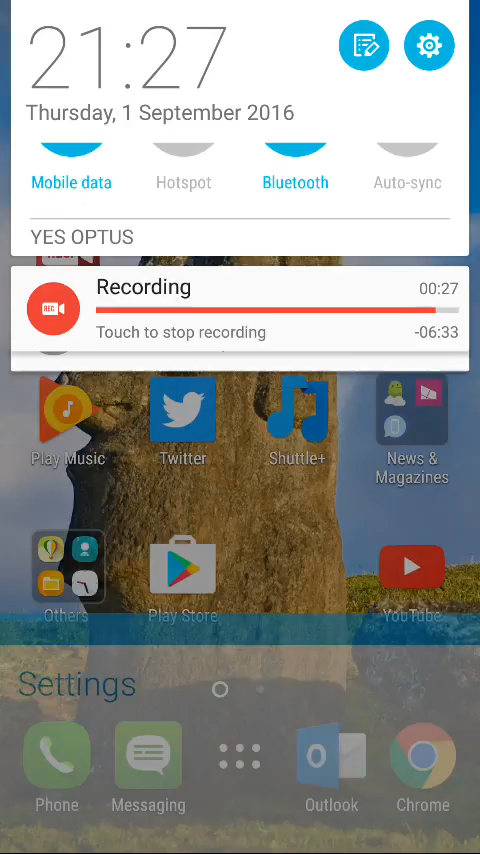 21:27
Thursday, 1 September 2016
Mobile data
Hotspot
Bluetooth
Auto-sync
YES OPTUS
REC
Recording
00:27
Touch to stop recording
-06:33
Play Music
Twitter
Shuttle+
News &
Magazines
Others
Play Store
YouTube
Settings
Phone
Messaging
Outlook
Chrome